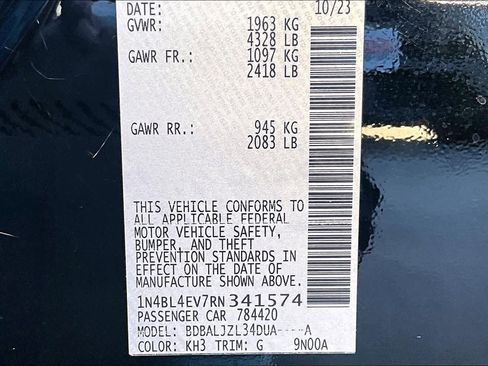 DATE: 10/23
GVWR: 1963 KG
4328 LB
GAWR FR.: 1097 KG
2418 LB
GAWR RR.: 945 KG
2083 LB
THIS VEHICLE CONFORMS TO
ALL APPLICABLE FEDERAL
MOTOR VEHICLE SAFETY,
BUMPER, AND THEFT
PREVENTION STANDARDS IN
EFFECT ON THE DATE OF
MANUFACTURE SHOWN ABOVE.
1N4BL4EV7RN341574
PASSENGER CAR 784420
MODEL: BDBALJZL34DUA----A
COLOR: KH3 TRIM: G 9N00A